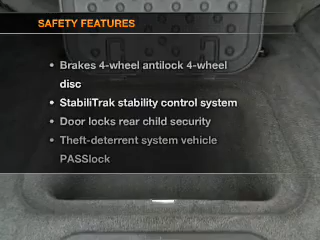 SAFETY FEATURES
• Brakes 4-wheel antilock 4-wheel
disc
• StabiliTrak stability control system
• Door locks rear child security
• Theft-deterrent system vehicle
PASSlock